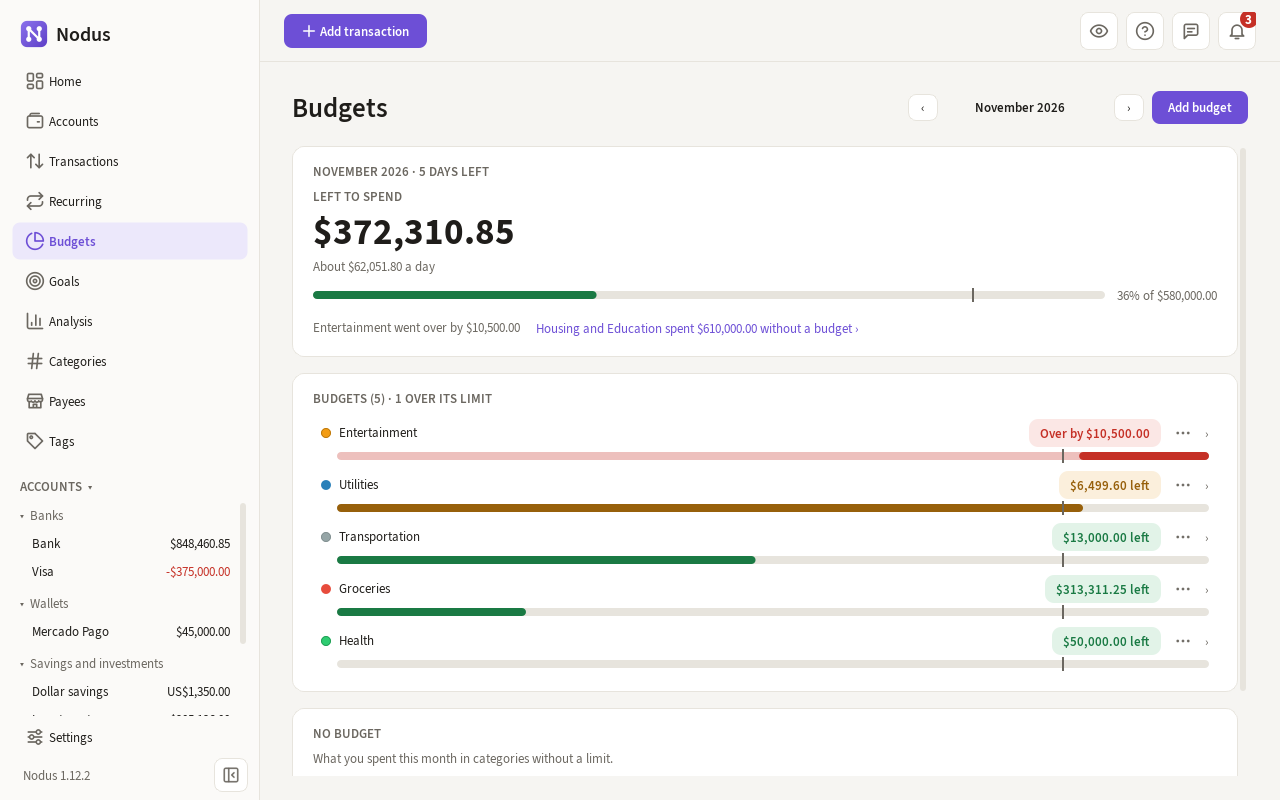 Nodus
Home
Accounts
Transactions
Recurring
Budgets
Goals
Analysis
Categories
Payees
Tags
ACCOUNTS
Banks
Bank $848,460.85
Visa -$375,000.00
Wallets
Mercado Pago $45,000.00
Savings and investments
Dollar savings US$1,350.00
Settings
Nodus 1.12.2
Add transaction
3
Budgets
‹ November 2026 › Add budget
NOVEMBER 2026 · 5 DAYS LEFT
LEFT TO SPEND
$372,310.85
About $62,051.80 a day
36% of $580,000.00
Entertainment went over by $10,500.00 Housing and Education spent $610,000.00 without a budget ›
BUDGETS (5) · 1 OVER ITS LIMIT
Entertainment Over by $10,500.00 ··· ›
Utilities $6,499.60 left ··· ›
Transportation $13,000.00 left ··· ›
Groceries $313,311.25 left ··· ›
Health $50,000.00 left ··· ›
NO BUDGET
What you spent this month in categories without a limit.